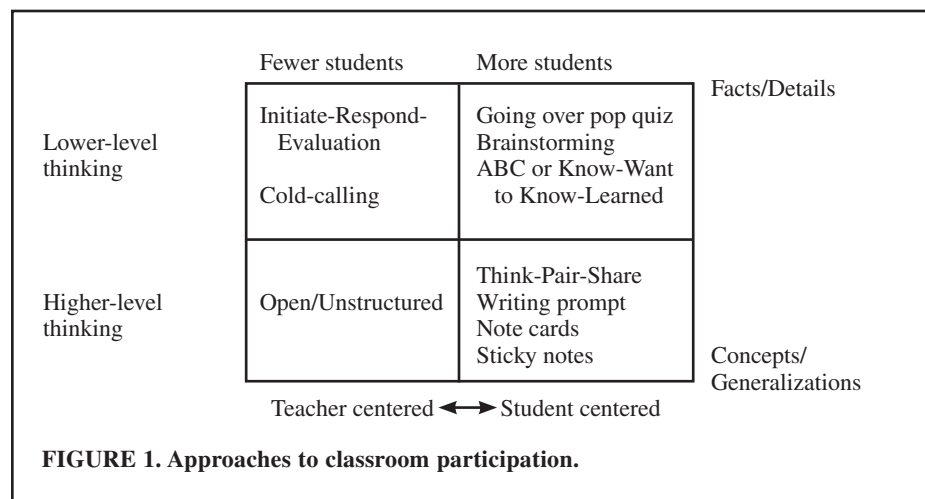 Fewer students
More students
Facts/Details
Lower-level
thinking
Initiate-Respond-
Evaluation
Cold-calling
Going over pop quiz
Brainstorming
ABC or Know-Want
to Know-Learned
Higher-level
thinking
Open/Unstructured
Think-Pair-Share
Writing prompt
Note cards
Sticky notes
Concepts/
Generalizations
Teacher centered
Student centered
FIGURE 1. Approaches to classroom participation.